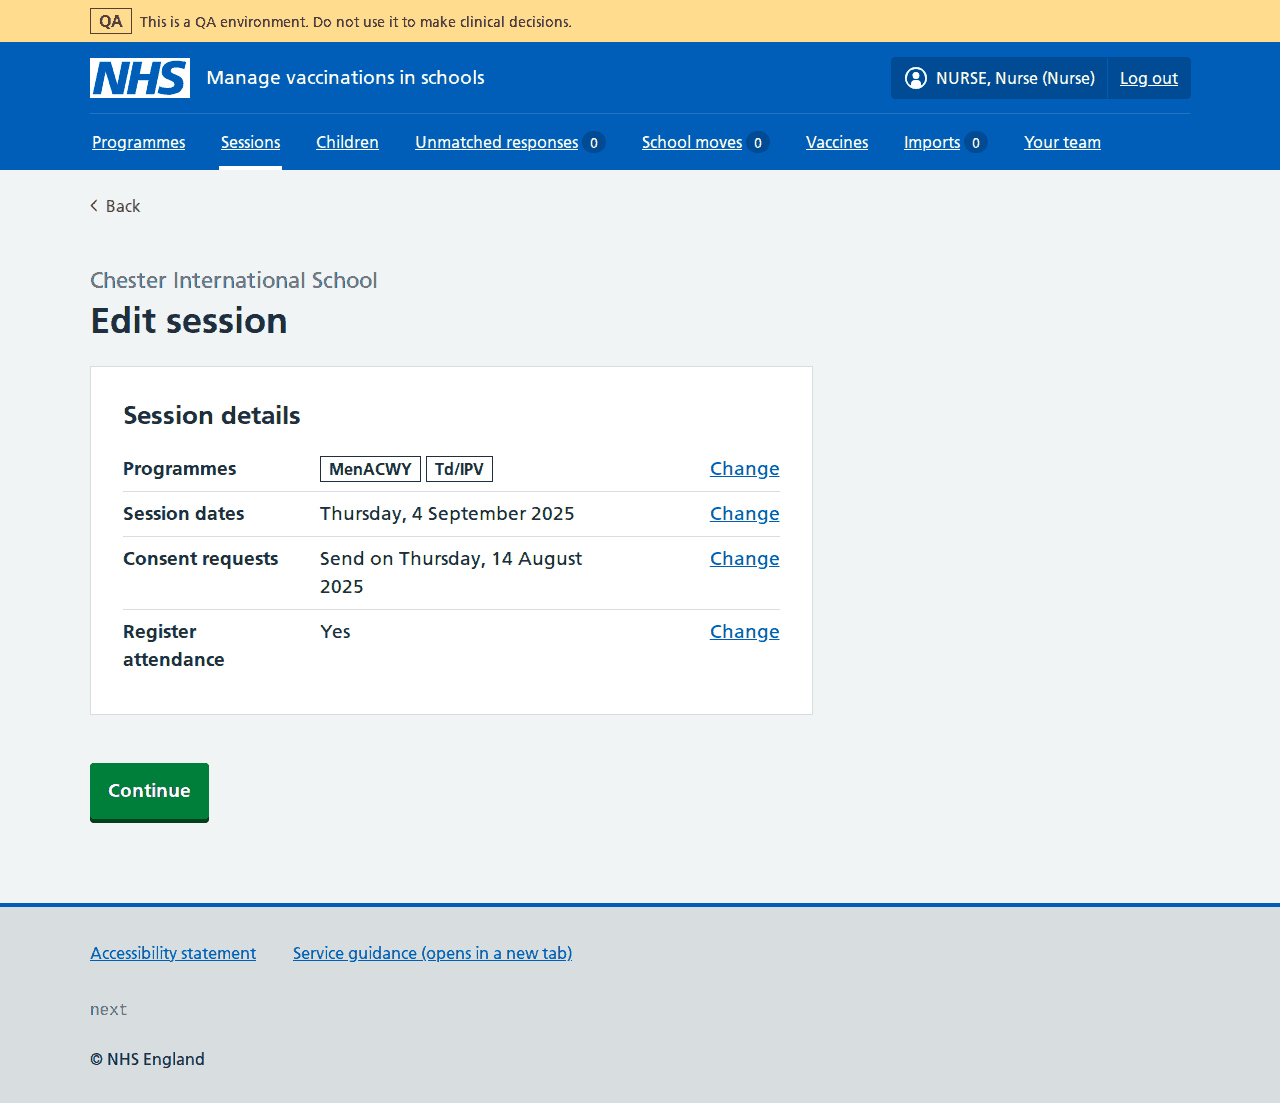 QA This is a QA environment. Do not use it to make clinical decisions.
NHS Manage vaccinations in schools NURSE, Nurse (Nurse) Log out
Programmes Sessions Children Unmatched responses 0 School moves 0 Vaccines Imports 0 Your team
Back
Chester International School
Edit session
Session details
Programmes MenACWY Td/IPV Change
Session dates Thursday, 4 September 2025 Change
Consent requests Send on Thursday, 14 August Change
2025
Register Yes Change
attendance
Continue
Accessibility statement Service guidance (opens in a new tab)
next
© NHS England